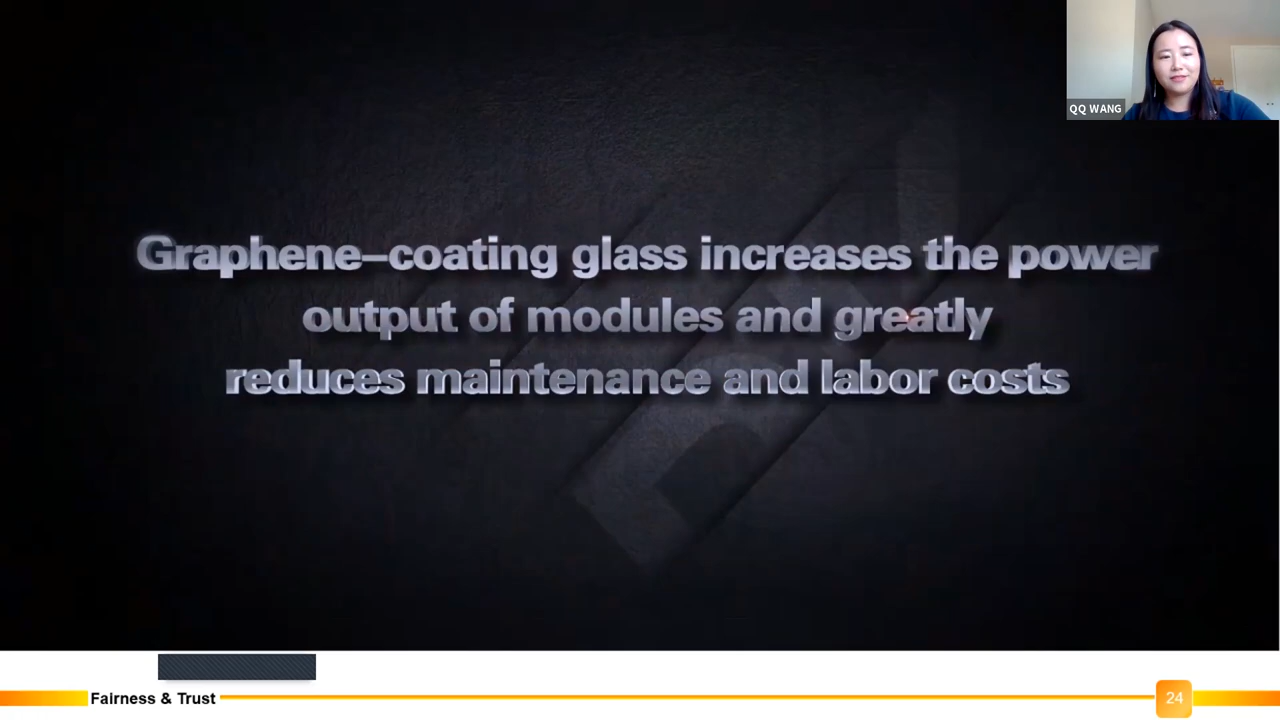 QQ WANG
Graphene–coating glass increases the power
output of modules and greatly
reduces maintenance and labor costs
Fairness & Trust
24